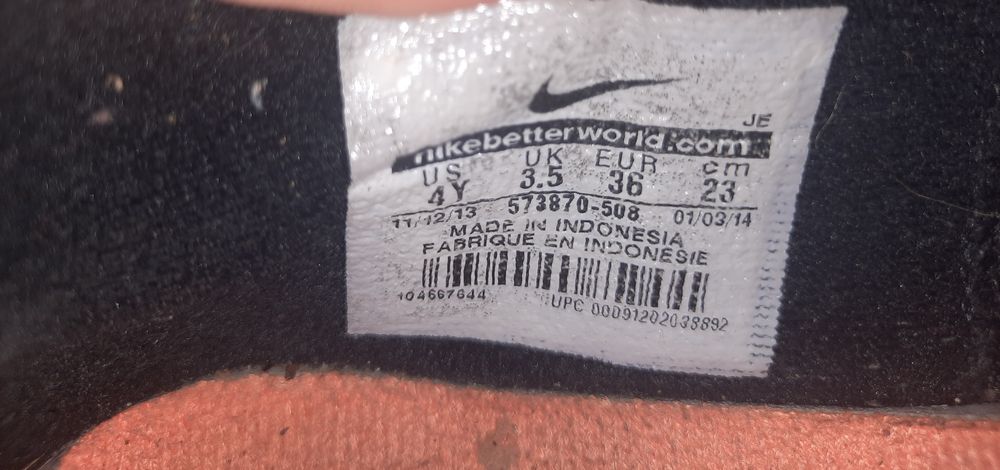 JE
nikebetterworld.com
US UK EUR cm
4Y 3.5 36 23
11/12/13 573870-508 01/03/14
MADE IN INDONESIA
FABRIQUE EN INDONESIE
104667644 UPC 00091202038892